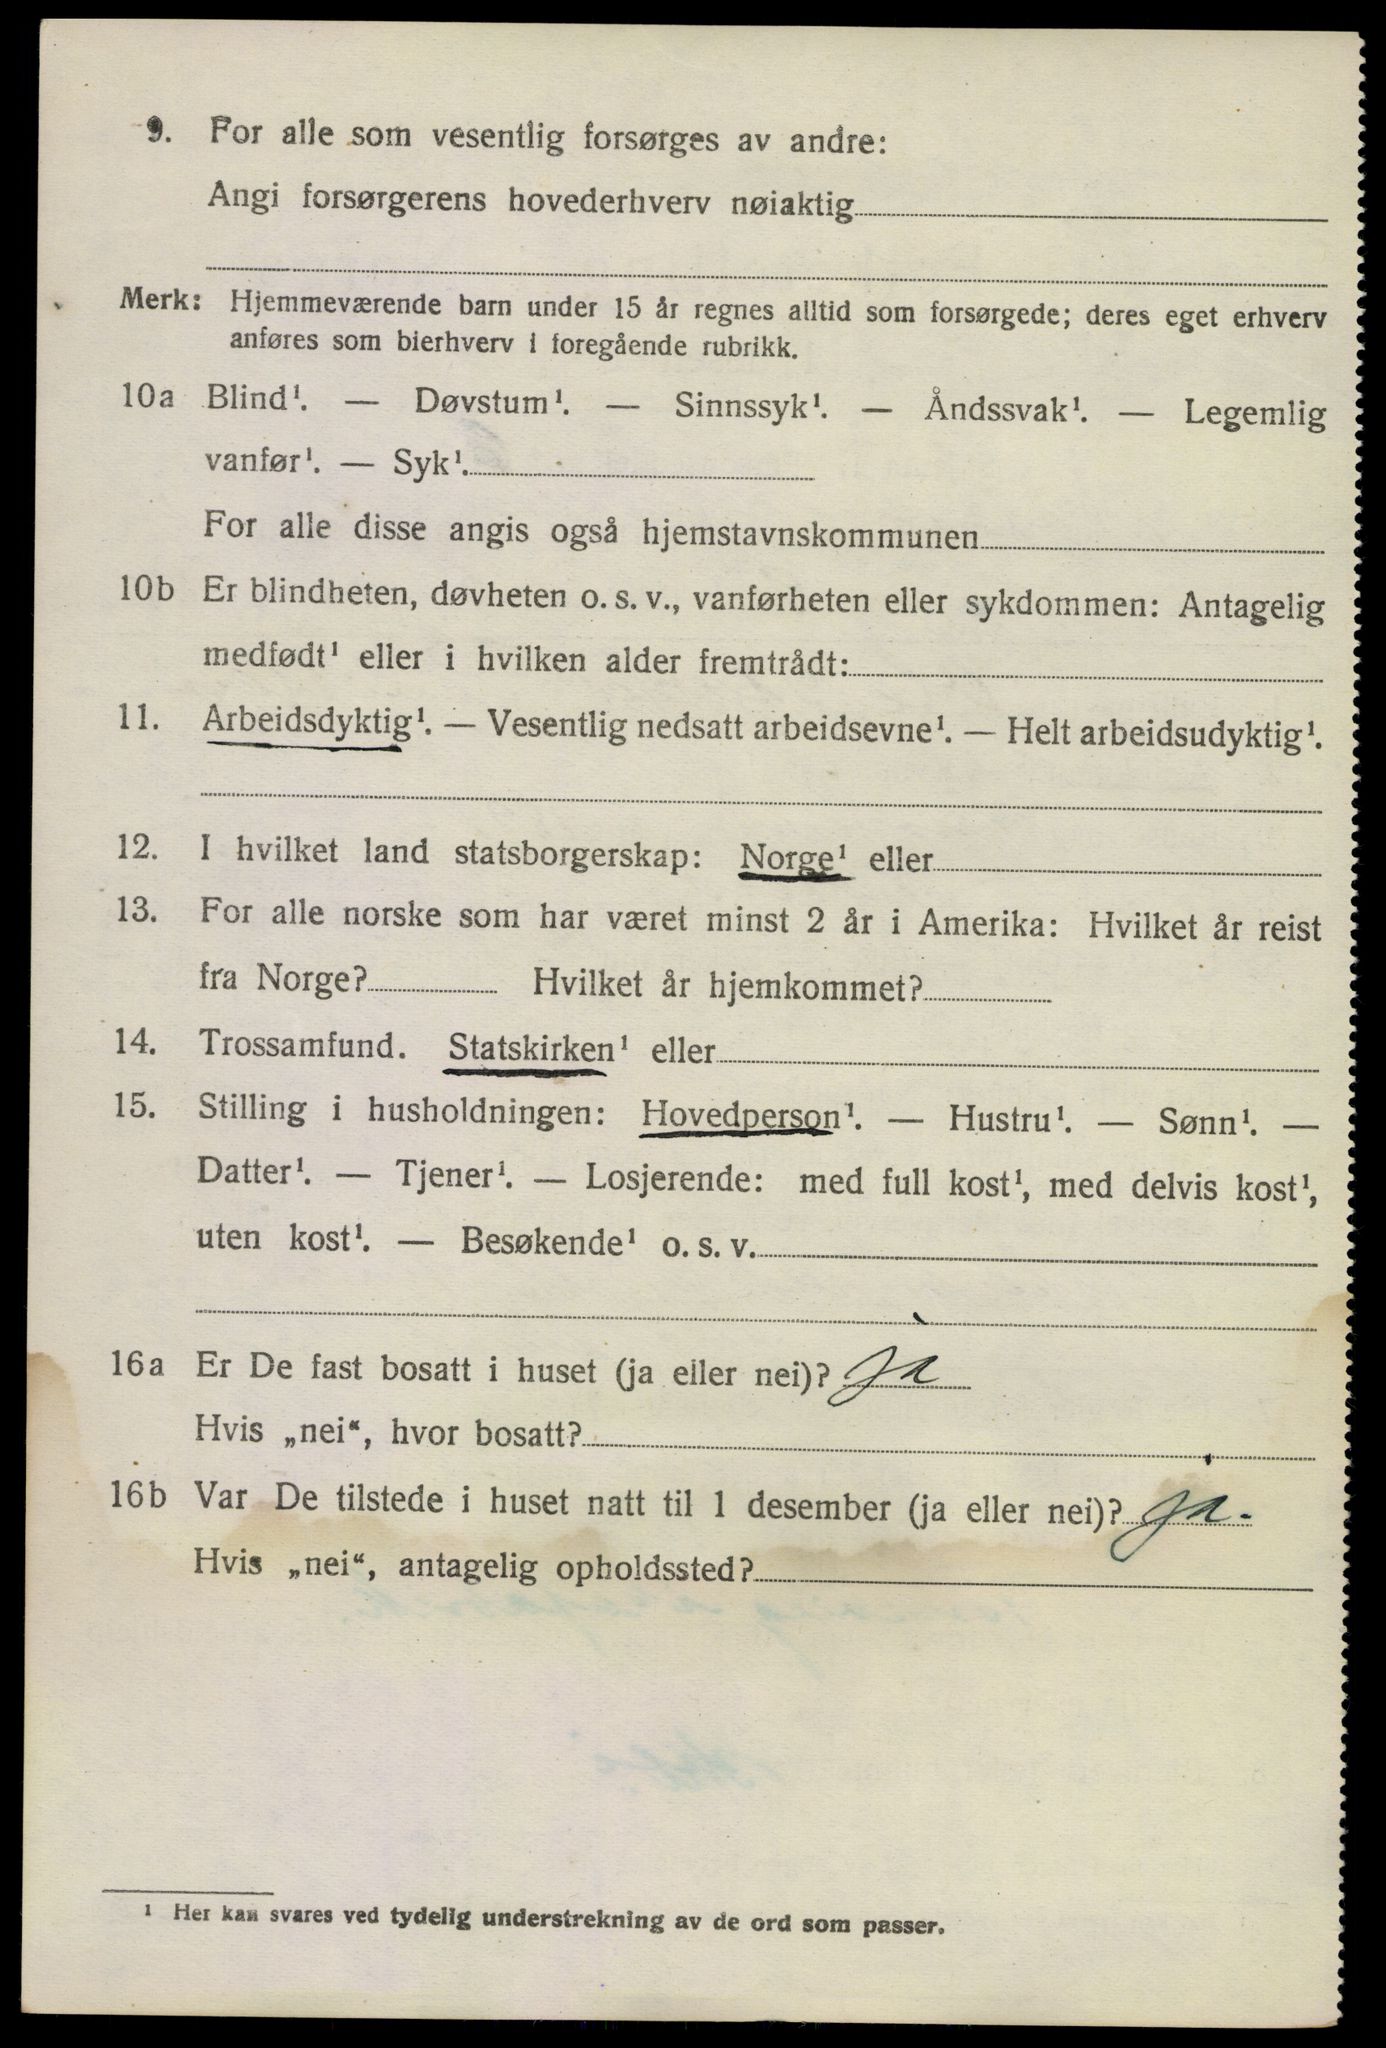 9. For alle som vesentlig forsørges av andre:
Angi forsørgerens hovederhverv nøiaktig
Merk: Hjemmeværende barn under 15 år regnes alltid som forsørgede; deres eget erhverv
anføres som bierhverv i foregående rubrikk.
10a Blind¹. — Døvstum¹. — Sinnssyk¹. — Åndssvak¹. — Legemlig
vanfør¹. — Syk¹.
For alle disse angis også hjemstavnskommunen
10b Er blindheten, døvheten o. s. v., vanførheten eller sykdommen: Antagelig
medfødt¹ eller i hvilken alder fremtrådt:
11. Arbeidsdyktig¹. — Vesentlig nedsatt arbeidsevne¹. — Helt arbeidsudyktig¹.
12. I hvilket land statsborgerskap: Norge¹ eller
13. For alle norske som har været minst 2 år i Amerika: Hvilket år reist
fra Norge? Hvilket år hjemkommet?
14. Trossamfund. Statskirken¹ eller
15. Stilling i husholdningen: Hovedperson¹. — Hustru¹. — Sønn¹. —
Datter¹. — Tjener¹. — Losjerende: med full kost¹, med delvis kost¹,
uten kost¹. — Besøkende¹ o. s. v.
16a Er De fast bosatt i huset (ja eller nei)? ja
Hvis „nei“, hvor bosatt?
16b Var De tilstede i huset natt til 1 desember (ja eller nei)? ja.
Hvis „nei“, antagelig opholdssted?
¹ Her kan svares ved tydelig understrekning av de ord som passer.